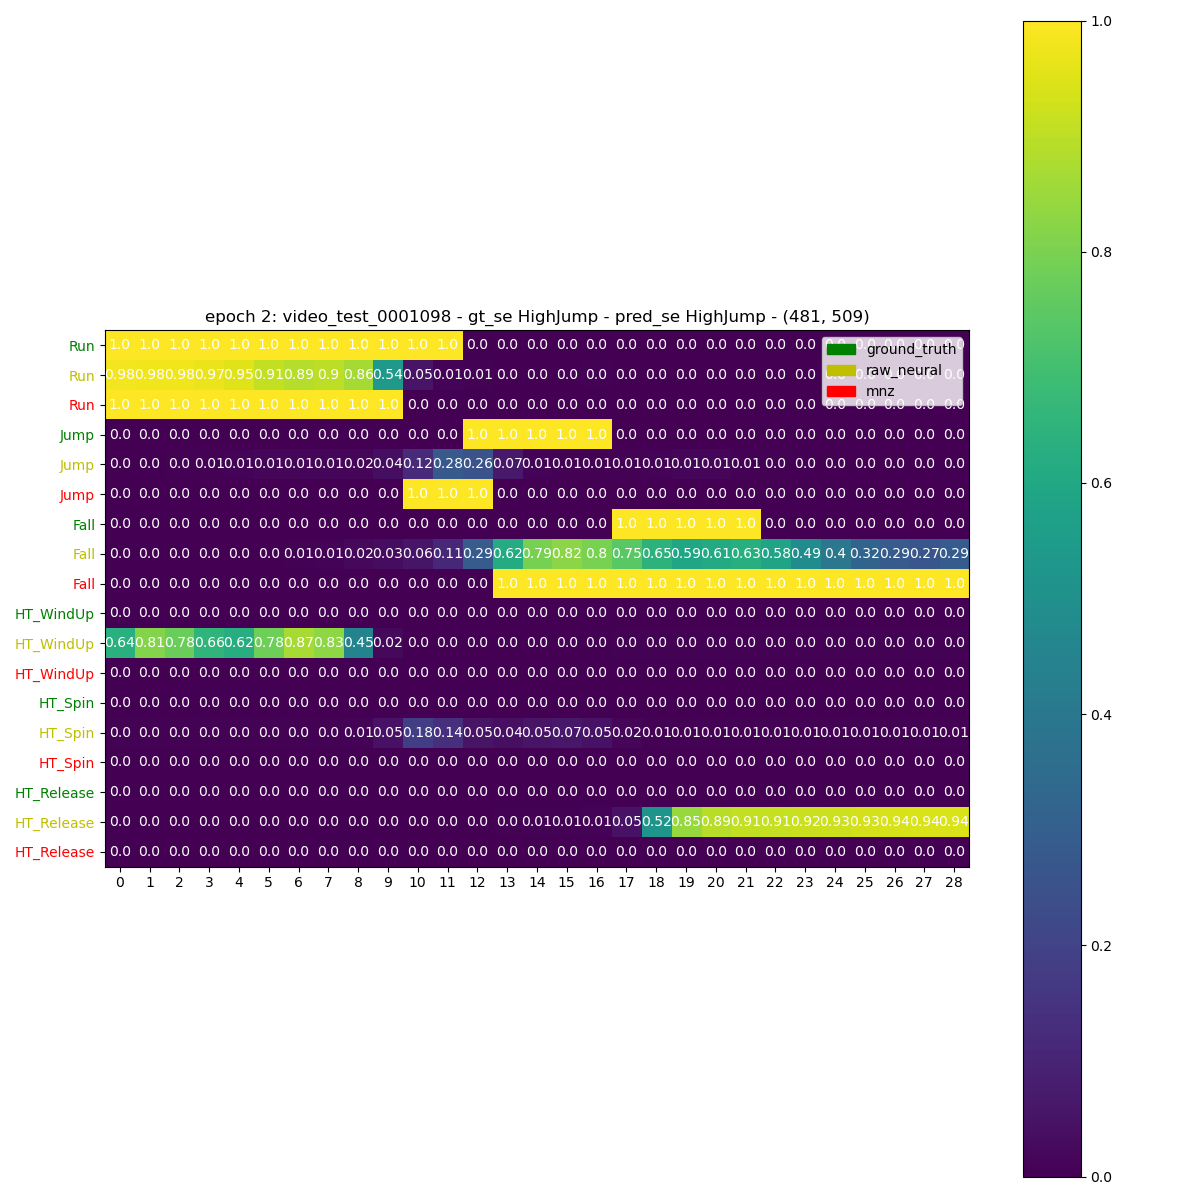 epoch 2: video_test_0001098 - gt_se HighJump - pred_se HighJump - (481, 509)
Run 1.0 1.0 1.0 1.0 1.0 1.0 1.0 1.0 1.0 1.0 1.0 1.0 0.0 0.0 0.0 0.0 0.0 0.0 0.0 0.0 0.0 0.0 0.0 0.0 0.0 0.0 0.0 0.0 0.0
Run 0.98 0.98 0.98 0.97 0.95 0.91 0.89 0.9 0.86 0.54 0.05 0.01 0.01 0.0 0.0 0.0 0.0 0.0 0.0 0.0 0.0 0.0 0.0 0.0 0.0 0.0 0.0 0.0 0.0
Run 1.0 1.0 1.0 1.0 1.0 1.0 1.0 1.0 1.0 1.0 0.0 0.0 0.0 0.0 0.0 0.0 0.0 0.0 0.0 0.0 0.0 0.0 0.0 0.0 0.0 0.0 0.0 0.0 0.0
Jump 0.0 0.0 0.0 0.0 0.0 0.0 0.0 0.0 0.0 0.0 0.0 0.0 1.0 1.0 1.0 1.0 1.0 0.0 0.0 0.0 0.0 0.0 0.0 0.0 0.0 0.0 0.0 0.0 0.0
Jump 0.0 0.0 0.0 0.01 0.01 0.01 0.01 0.01 0.02 0.04 0.12 0.28 0.26 0.07 0.01 0.01 0.01 0.01 0.01 0.01 0.01 0.01 0.0 0.0 0.0 0.0 0.0 0.0 0.0
Jump 0.0 0.0 0.0 0.0 0.0 0.0 0.0 0.0 0.0 0.0 1.0 1.0 1.0 0.0 0.0 0.0 0.0 0.0 0.0 0.0 0.0 0.0 0.0 0.0 0.0 0.0 0.0 0.0 0.0
Fall 0.0 0.0 0.0 0.0 0.0 0.0 0.0 0.0 0.0 0.0 0.0 0.0 0.0 0.0 0.0 0.0 0.0 1.0 1.0 1.0 1.0 1.0 0.0 0.0 0.0 0.0 0.0 0.0 0.0
Fall 0.0 0.0 0.0 0.0 0.0 0.0 0.01 0.01 0.02 0.03 0.06 0.11 0.29 0.62 0.79 0.82 0.8 0.75 0.65 0.59 0.61 0.63 0.58 0.49 0.4 0.32 0.29 0.27 0.29
Fall 0.0 0.0 0.0 0.0 0.0 0.0 0.0 0.0 0.0 0.0 0.0 0.0 0.0 1.0 1.0 1.0 1.0 1.0 1.0 1.0 1.0 1.0 1.0 1.0 1.0 1.0 1.0 1.0 1.0
HT_WindUp 0.0 0.0 0.0 0.0 0.0 0.0 0.0 0.0 0.0 0.0 0.0 0.0 0.0 0.0 0.0 0.0 0.0 0.0 0.0 0.0 0.0 0.0 0.0 0.0 0.0 0.0 0.0 0.0 0.0
HT_WindUp 0.64 0.81 0.78 0.66 0.62 0.78 0.87 0.83 0.45 0.02 0.0 0.0 0.0 0.0 0.0 0.0 0.0 0.0 0.0 0.0 0.0 0.0 0.0 0.0 0.0 0.0 0.0 0.0 0.0
HT_WindUp 0.0 0.0 0.0 0.0 0.0 0.0 0.0 0.0 0.0 0.0 0.0 0.0 0.0 0.0 0.0 0.0 0.0 0.0 0.0 0.0 0.0 0.0 0.0 0.0 0.0 0.0 0.0 0.0 0.0
HT_Spin 0.0 0.0 0.0 0.0 0.0 0.0 0.0 0.0 0.0 0.0 0.0 0.0 0.0 0.0 0.0 0.0 0.0 0.0 0.0 0.0 0.0 0.0 0.0 0.0 0.0 0.0 0.0 0.0 0.0
HT_Spin 0.0 0.0 0.0 0.0 0.0 0.0 0.0 0.0 0.01 0.05 0.18 0.14 0.05 0.04 0.05 0.07 0.05 0.02 0.01 0.01 0.01 0.01 0.01 0.01 0.01 0.01 0.01 0.01 0.01
HT_Spin 0.0 0.0 0.0 0.0 0.0 0.0 0.0 0.0 0.0 0.0 0.0 0.0 0.0 0.0 0.0 0.0 0.0 0.0 0.0 0.0 0.0 0.0 0.0 0.0 0.0 0.0 0.0 0.0 0.0
HT_Release 0.0 0.0 0.0 0.0 0.0 0.0 0.0 0.0 0.0 0.0 0.0 0.0 0.0 0.0 0.0 0.0 0.0 0.0 0.0 0.0 0.0 0.0 0.0 0.0 0.0 0.0 0.0 0.0 0.0
HT_Release 0.0 0.0 0.0 0.0 0.0 0.0 0.0 0.0 0.0 0.0 0.0 0.0 0.0 0.0 0.01 0.01 0.01 0.05 0.52 0.85 0.89 0.91 0.91 0.92 0.93 0.93 0.94 0.94 0.94
HT_Release 0.0 0.0 0.0 0.0 0.0 0.0 0.0 0.0 0.0 0.0 0.0 0.0 0.0 0.0 0.0 0.0 0.0 0.0 0.0 0.0 0.0 0.0 0.0 0.0 0.0 0.0 0.0 0.0 0.0
0 1 2 3 4 5 6 7 8 9 10 11 12 13 14 15 16 17 18 19 20 21 22 23 24 25 26 27 28
ground_truth
raw_neural
mnz
1.0
0.8
0.6
0.4
0.2
0.0